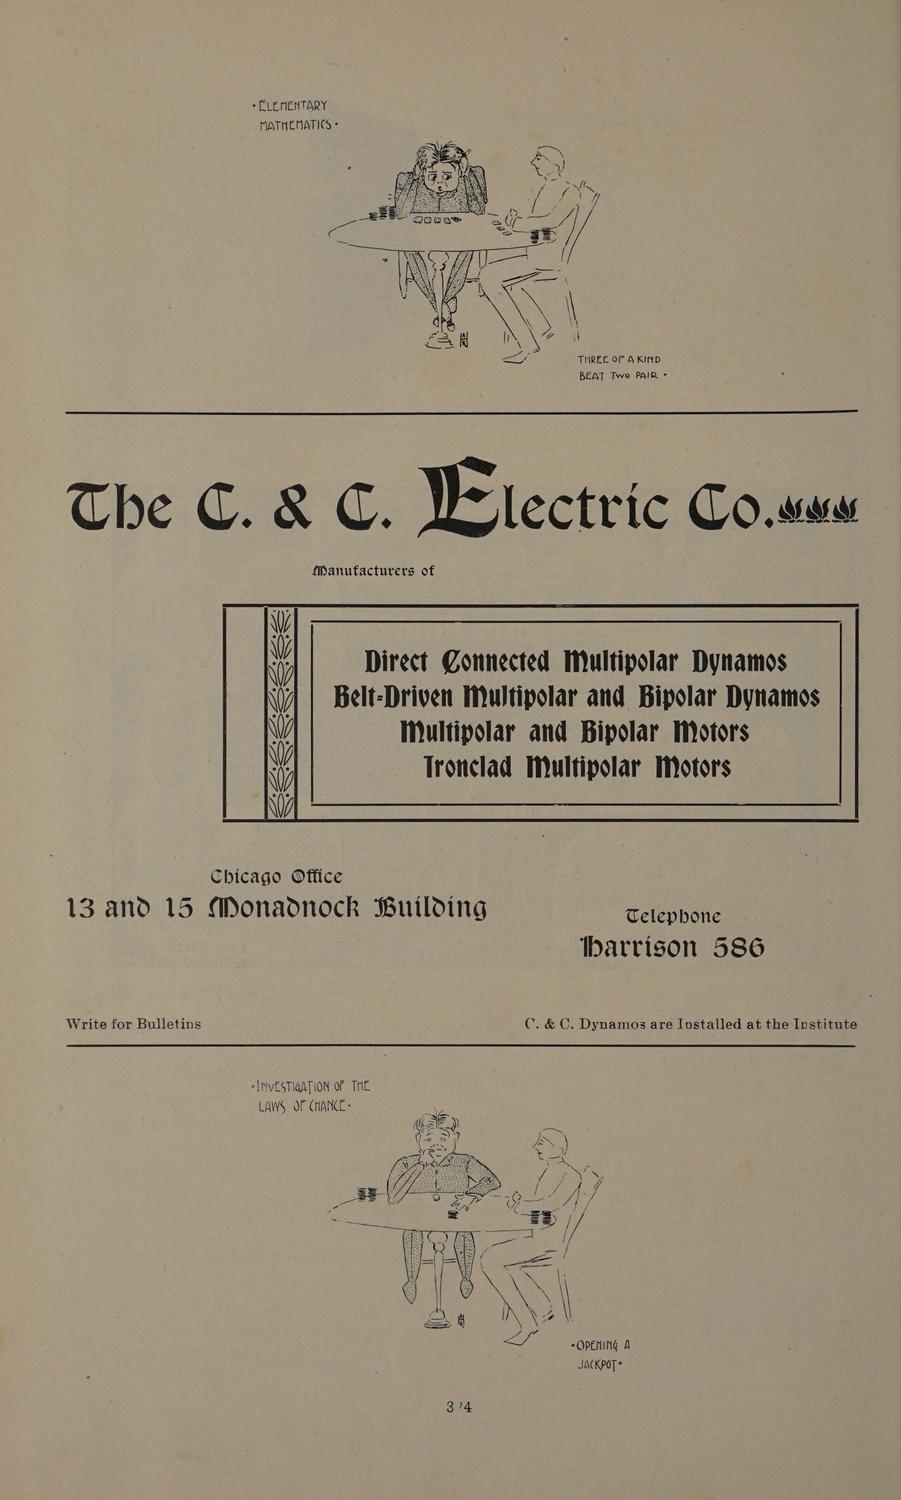 • ELEMENTARY
MATHEMATICS •
THREE OF A KIND
BEAT TWO PAIR •
The C. & C. Electric Co.
Manufacturers of
Direct Connected Multipolar Dynamos
Belt-Driven Multipolar and Bipolar Dynamos
Multipolar and Bipolar Motors
Ironclad Multipolar Motors
Chicago Office
13 and 15 Monadnock Building
Telephone
Harrison 586
Write for Bulletins
C. & C. Dynamos are Installed at the Institute
• INVESTIGATION OF THE
LAWS OF CHANCE •
• OPENING A
JACKPOT •